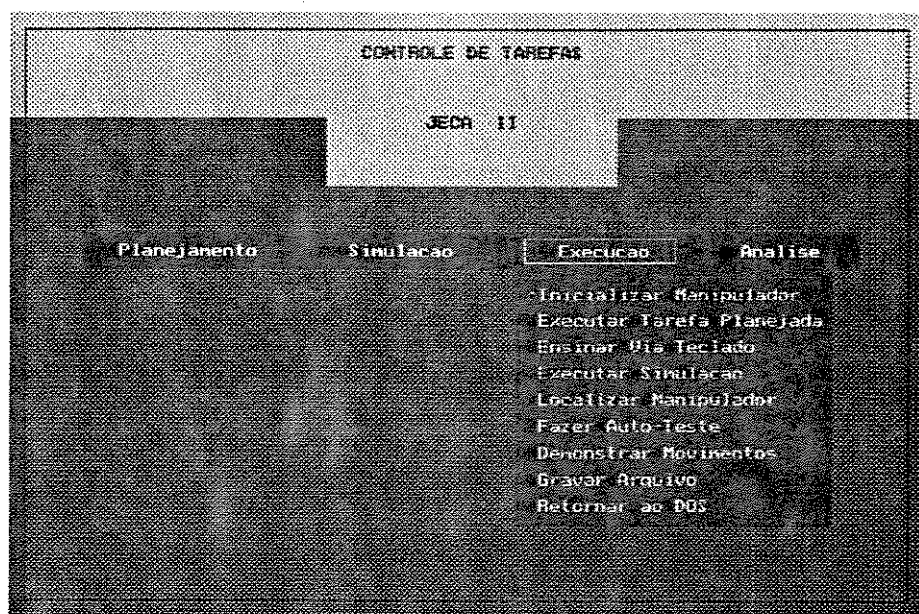 CONTROLE DE TAREFAS
JECA II
Planejamento Simulacao Execucao Analise
Inicializar Manipulador
Executar Tarefa Planejada
Ensinar Via Teclado
Executar Simulacao
Localizar Manipulador
Fazer Auto-Teste
Demonstrar Movimentos
Gravar Arquivo
Retornar ao DOS